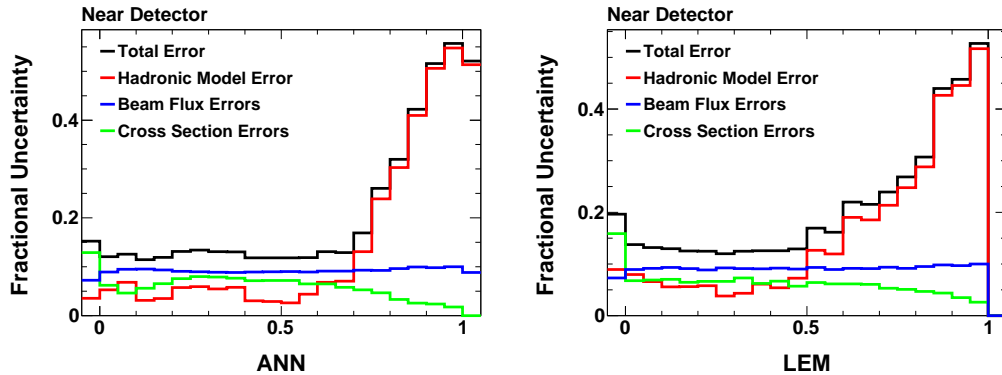 Near Detector
Fractional Uncertainty
0.4
0.2
0
Total Error
Hadronic Model Error
Beam Flux Errors
Cross Section Errors
0
0.5
1
ANN
Near Detector
Fractional Uncertainty
0.4
0.2
0
Total Error
Hadronic Model Error
Beam Flux Errors
Cross Section Errors
0
0.5
1
LEM